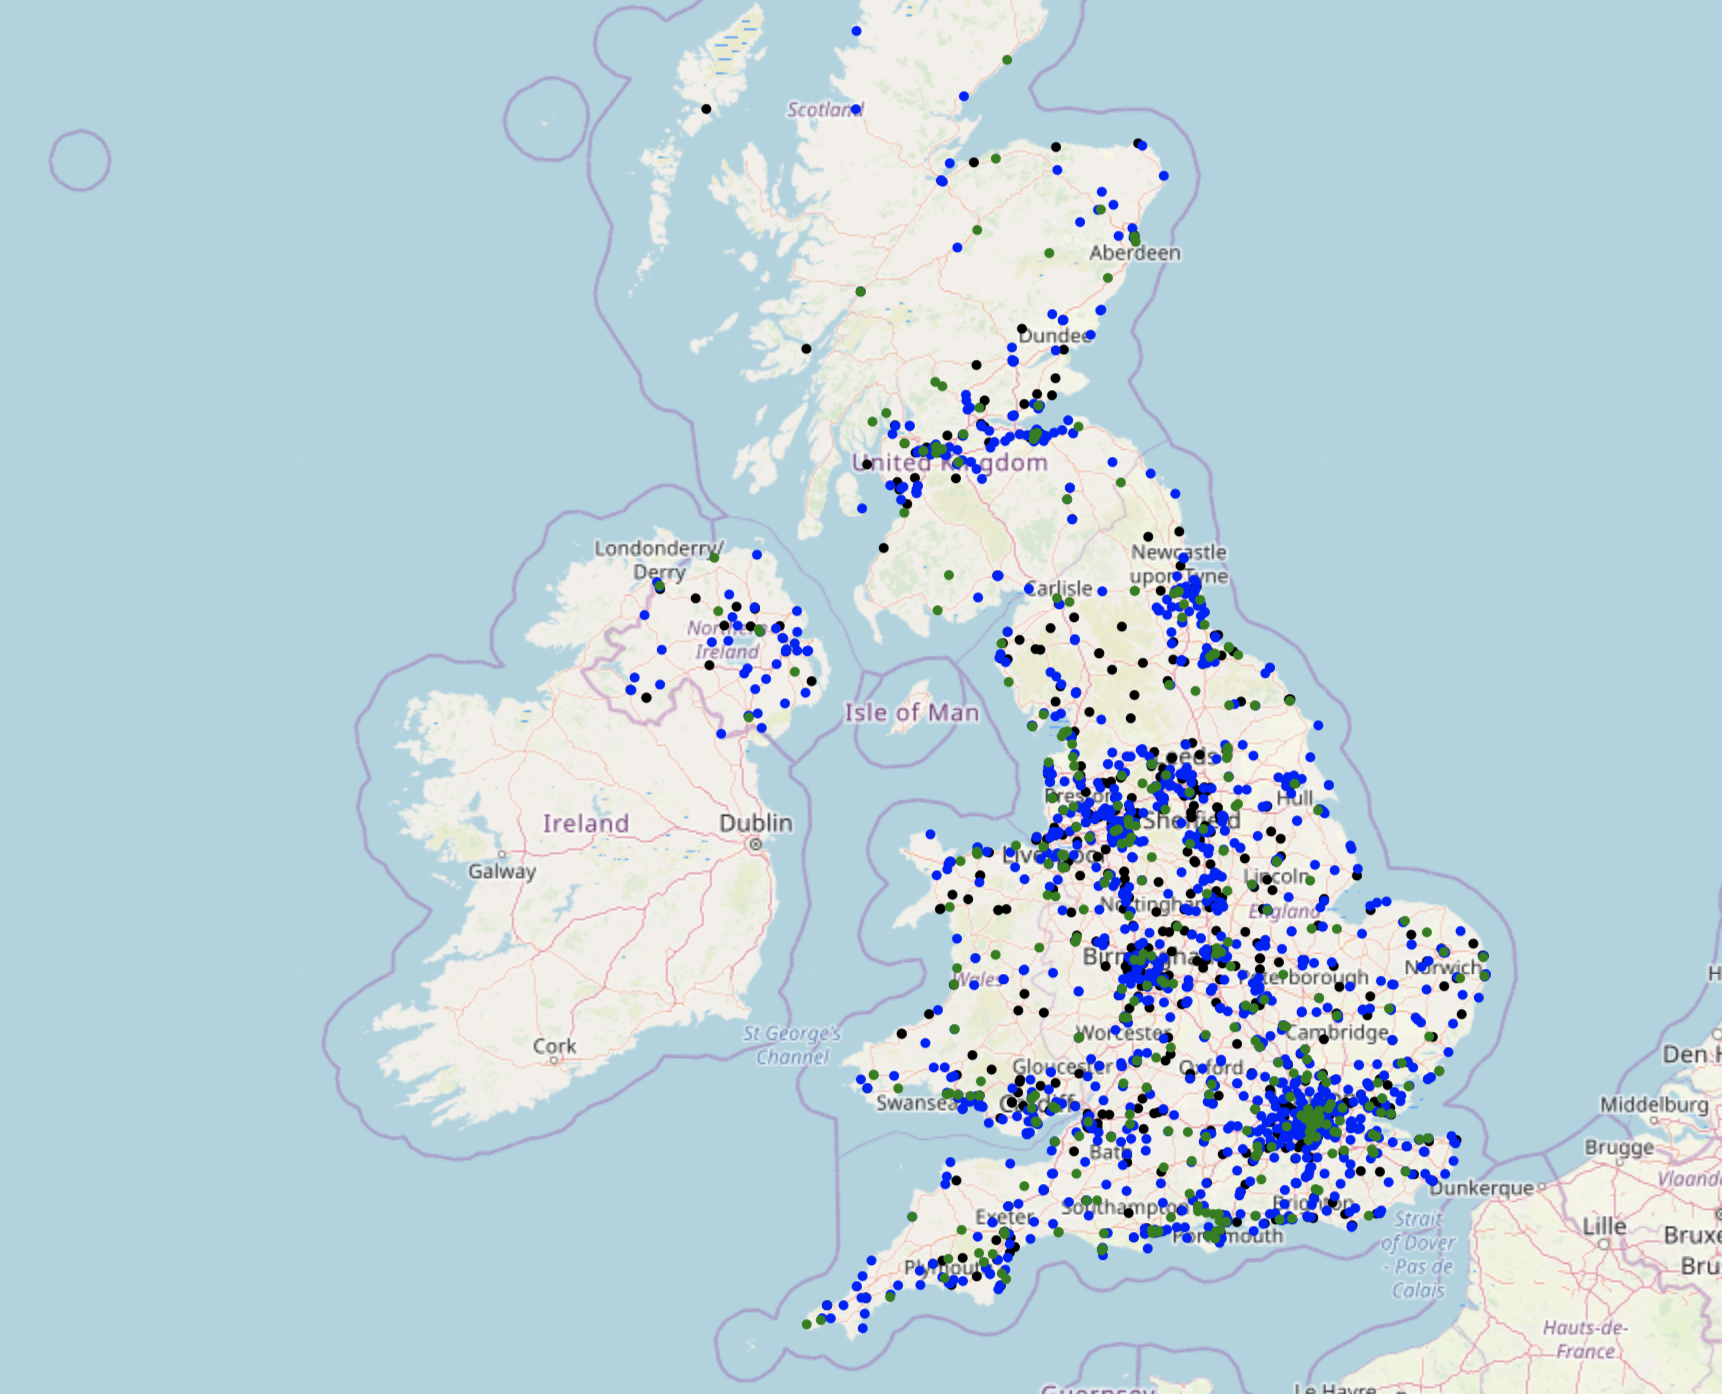 Scotland
Aberdeen
Dundee
United Kingdom
Londonderry/
Derry
Newcastle
upon Tyne
Carlisle
Northern
Ireland
Isle of Man
Leeds
Preston
Hull
Ireland
Dublin
Sheffield
Liverpool
Galway
Lincoln
Nottingham
England
Birmingham
Norwich
Wales
Peterborough
St George's
Channel
Worcester
Cambridge
Cork
Gloucester
Oxford
Den H
Swansea
Cardiff
Middelburg
Bath
Brugge
Vlaande
Dunkerque
Southampton
Brighton
Exeter
Portsmouth
Strait
of Dover
- Pas de
Calais
Lille
Bruxe
Brus
Plymouth
Hauts-de-
France
Guernsey
Le Havre